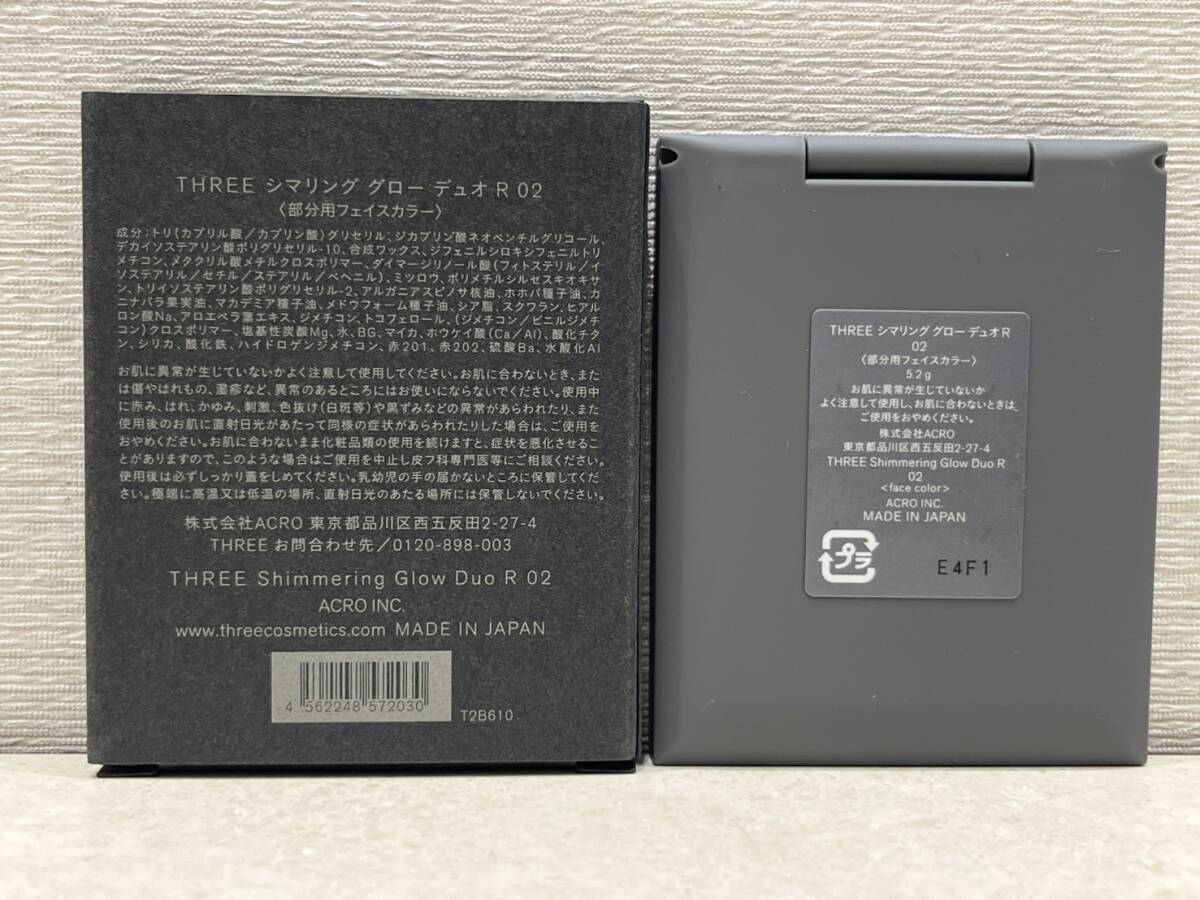 THREE シマリング グロー デュオ R 02
〈部分用フェイスカラー〉
成分：トリ(カプリル酸／カプリン酸)グリセリル、ジカプリン酸ネオペンチルグリコール、
デカイソステアリン酸ポリグリセリル-10、合成ワックス、ジフェニルシロキシフェニルトリ
メチコン、メタクリル酸メチルクロスポリマー、ダイマージリノール酸(フィトステリル／イ
ソステアリル／セチル／ステアリル／ベヘニル)、ミツロウ、ポリメチルシルセスキオキサ
ン、トリイソステアリン酸ポリグリセリル-2、アルガニアスピノサ核油、ホホバ種子油、カ
ニナバラ果実油、マカデミア種子油、メドウフォーム種子油、シア脂、スクワラン、ヒアル
ロン酸Na、アロエベラ葉エキス、ジメチコン、トコフェロール、(ジメチコン/ビニルジメチ
コン)クロスポリマー、塩基性炭酸Mg、水、BG、マイカ、ホウケイ酸(Ca/Al)、酸化チタ
ン、シリカ、酸化鉄、ハイドロゲンジメチコン、赤201、赤202、硫酸Ba、水酸化Al
お肌に異常が生じていないかよく注意して使用してください。お肌に合わないとき、また
は傷やはれもの、湿疹など、異常のあるところにはお使いにならないでください。使用中
に赤み、はれ、かゆみ、刺激、色抜け(白斑等)や黒ずみなどの異常があらわれたり、また
使用後のお肌に直射日光があたって同様の症状があらわれたりした場合は、ご使用を
おやめください。お肌に合わないまま化粧品類の使用を続けますと、症状を悪化させるこ
とがありますので、このような場合はご使用を中止し皮フ科専門医等にご相談ください。
使用後は必ずしっかり蓋をしめてください。乳幼児の手の届かないところに保管してくださ
い。極端に高温又は低温の場所、直射日光のあたる場所には保管しないでください。
株式会社ACRO 東京都品川区西五反田2-27-4
THREE お問合わせ先／0120-898-003
THREE Shimmering Glow Duo R 02
ACRO INC.
www.threecosmetics.com MADE IN JAPAN
4 562248 572030
T2B610
THREE シマリング グロー デュオ R
02
〈部分用フェイスカラー〉
5.2 g
お肌に異常が生じていないか
よく注意して使用し、お肌に合わないときは
ご使用をおやめください。
株式会社ACRO
東京都品川区西五反田2-27-4
THREE Shimmering Glow Duo R
02
<face color>
ACRO INC.
MADE IN JAPAN
プラ
E4F1